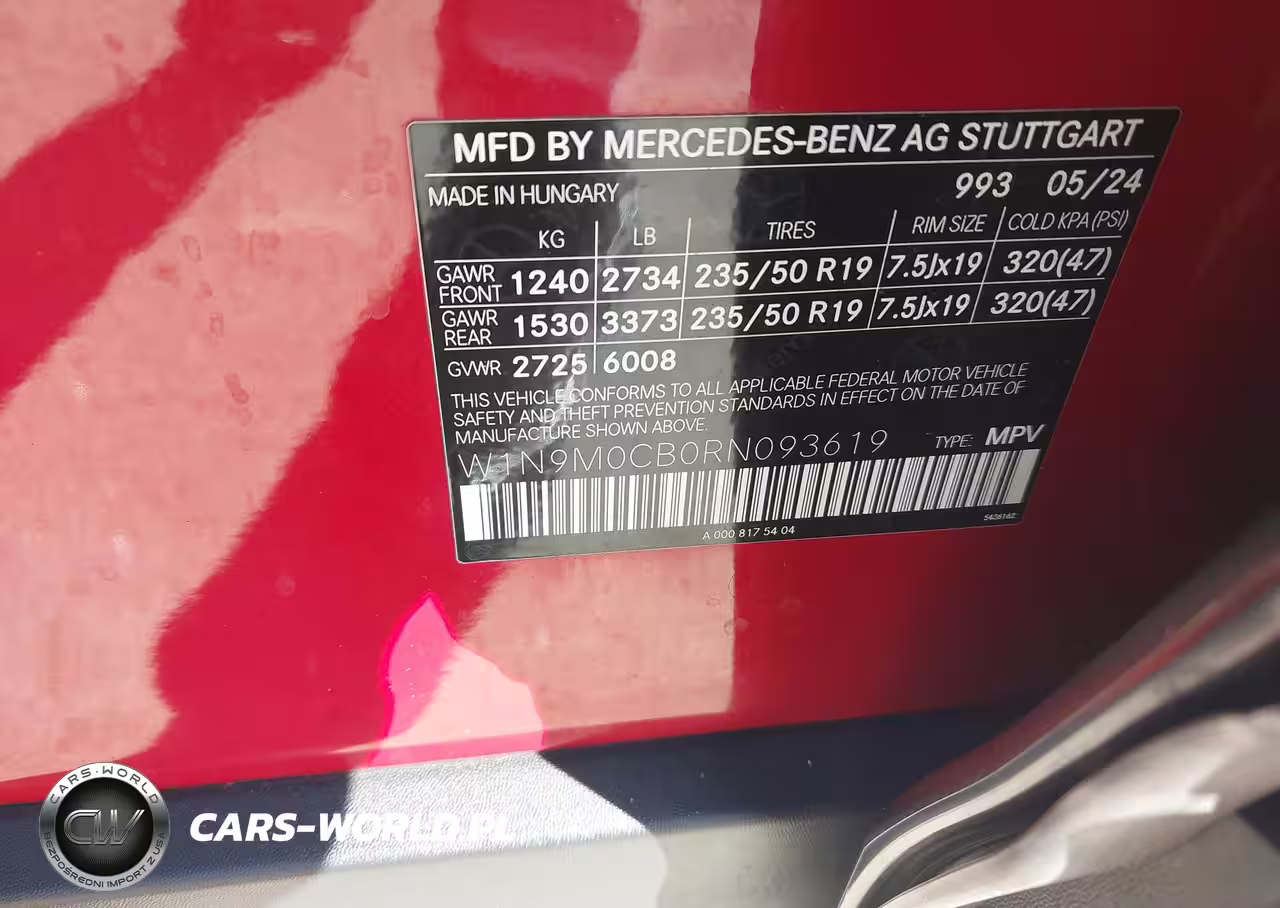 MFD BY MERCEDES-BENZ AG STUTTGART
MADE IN HUNGARY 993 05/24
KG LB TIRES RIM SIZE COLD KPA(PSI)
GAWR FRONT 1240 2734 235/50 R19 7.5Jx19 320(47)
GAWR REAR 1530 3373 235/50 R19 7.5Jx19 320(47)
GVWR 2725 6008
THIS VEHICLE CONFORMS TO ALL APPLICABLE FEDERAL MOTOR VEHICLE
SAFETY AND THEFT PREVENTION STANDARDS IN EFFECT ON THE DATE OF
MANUFACTURE SHOWN ABOVE.
W1N9M0CB0RN093619 TYPE: MPV
A 000 817 54 04
CARS-WORLD
CW
BEZPOŚREDNI IMPORT Z USA
CARS-WORLD.PL